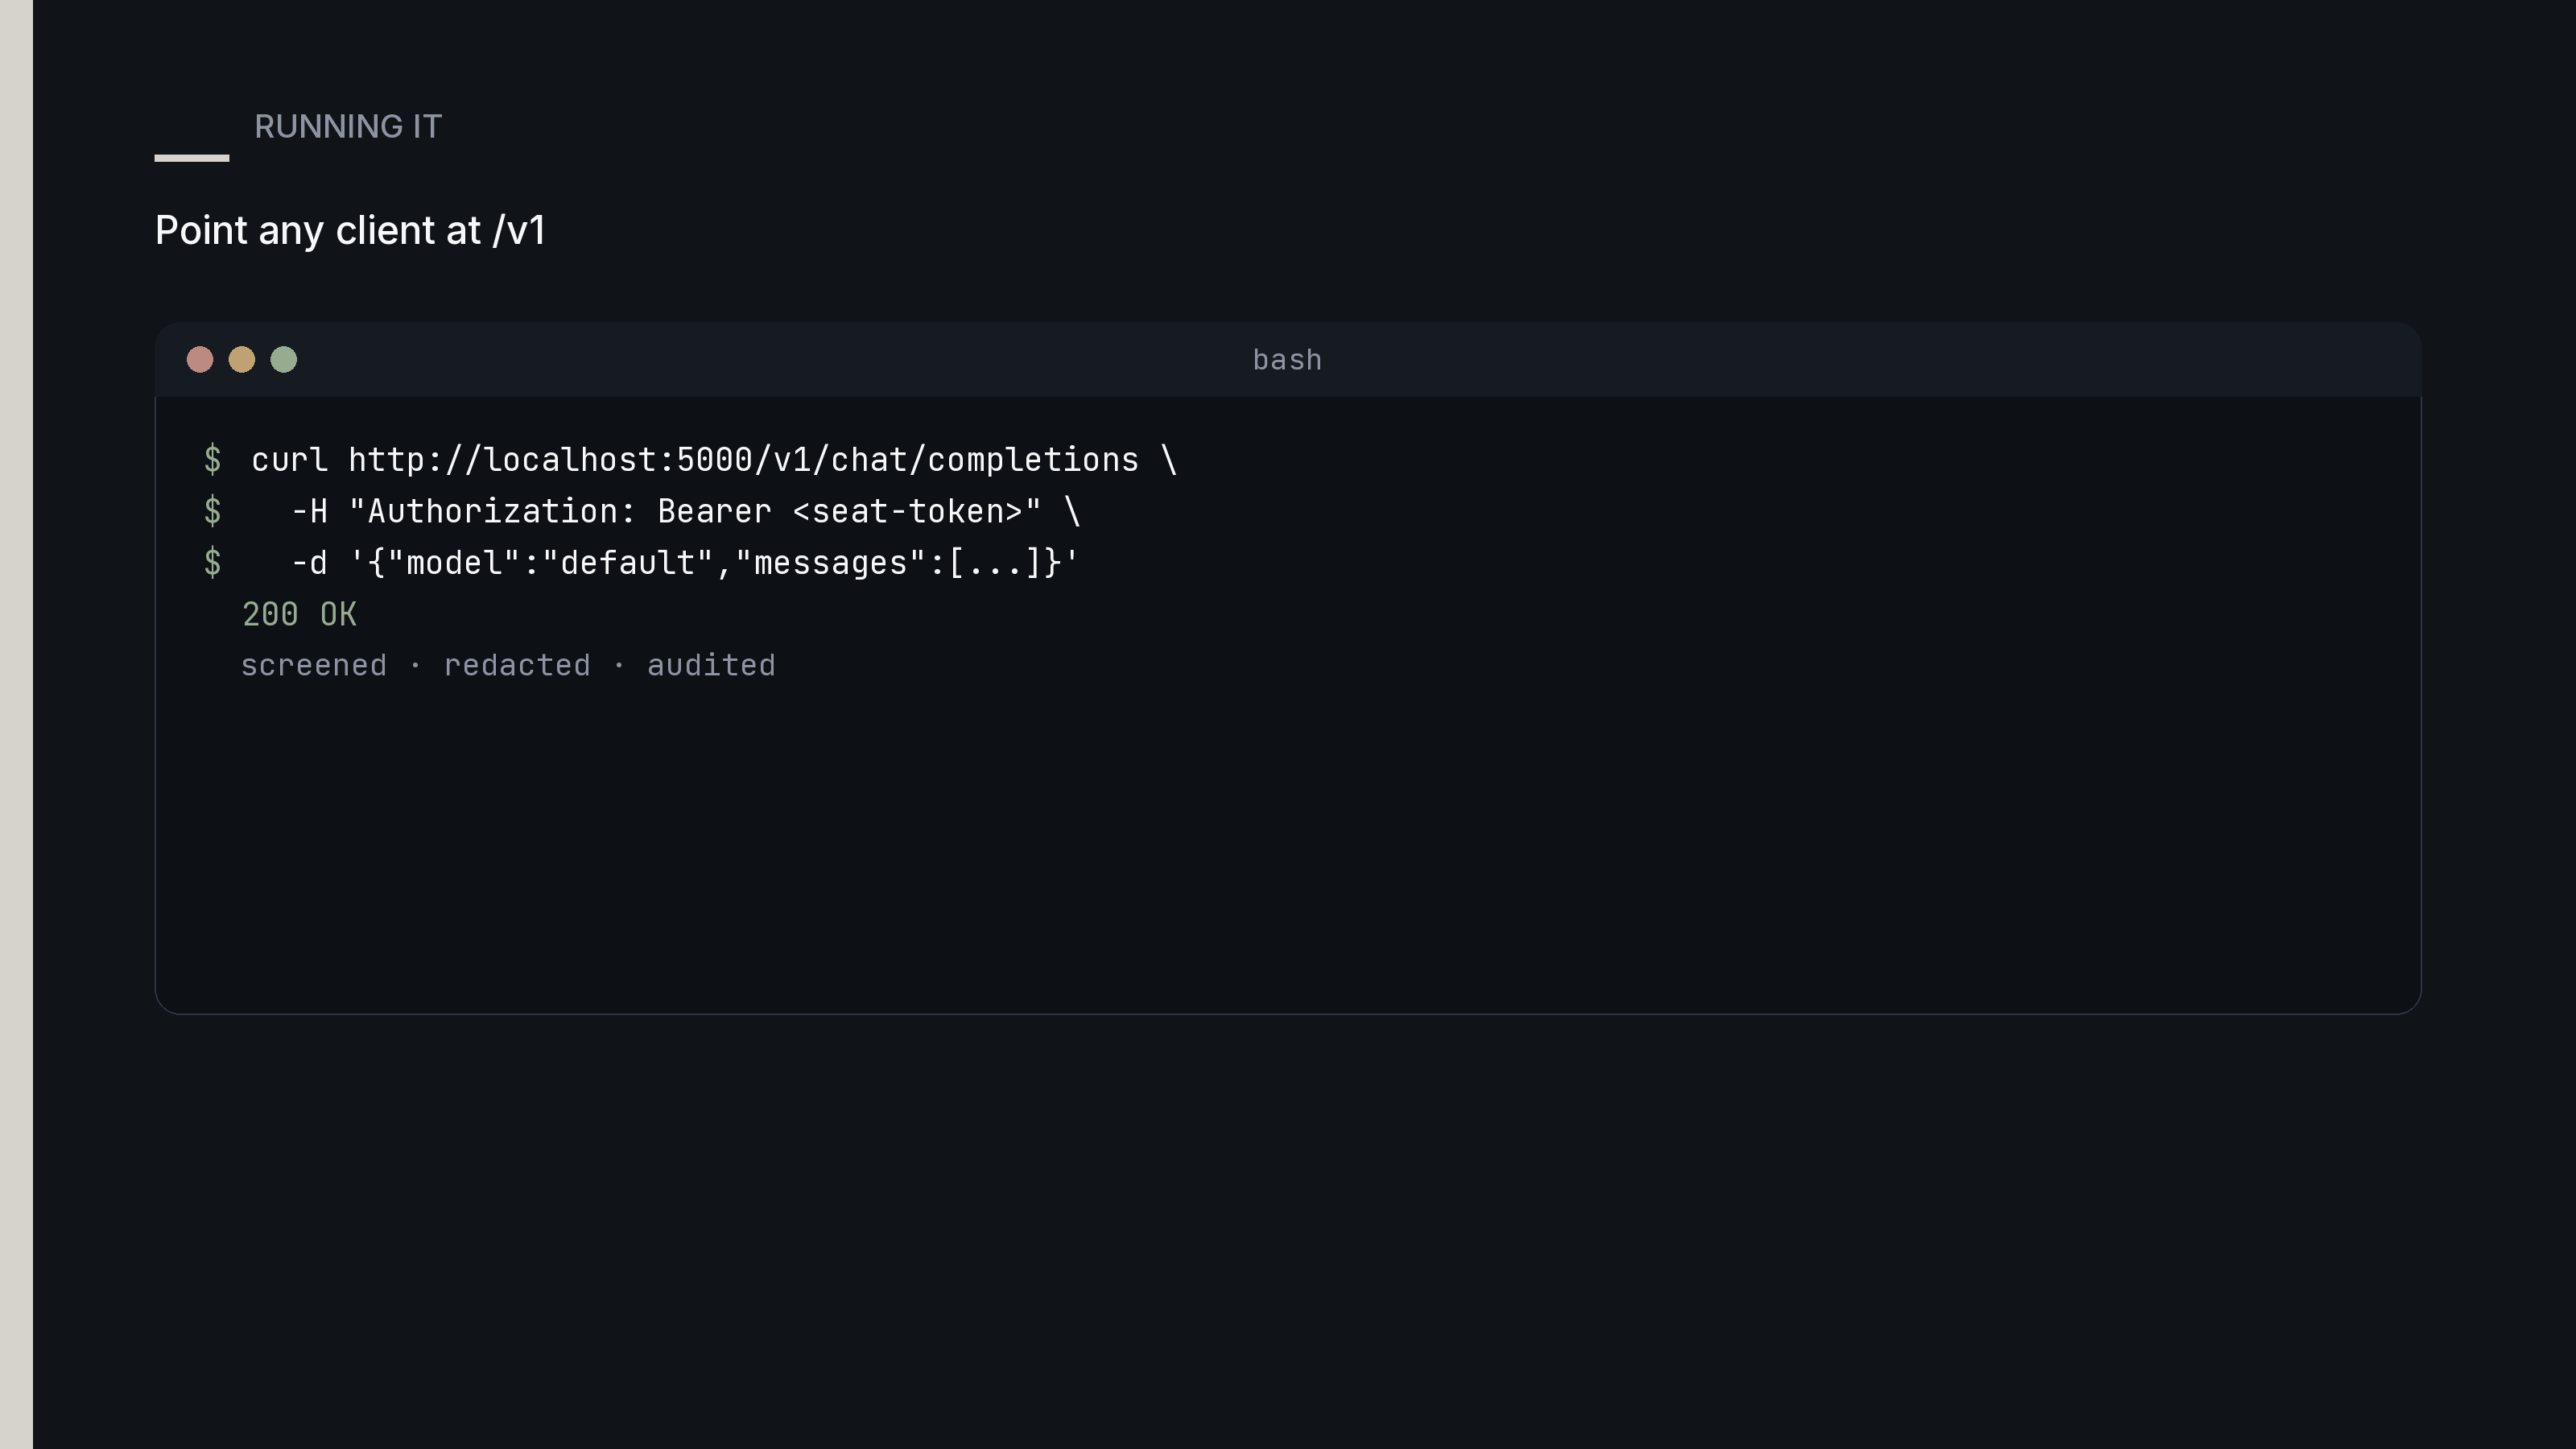 RUNNING IT
Point any client at /v1
bash
$ curl http://localhost:5000/v1/chat/completions \
$   -H "Authorization: Bearer <seat-token>" \
$   -d '{"model":"default","messages":[...]}'
200 OK
screened · redacted · audited